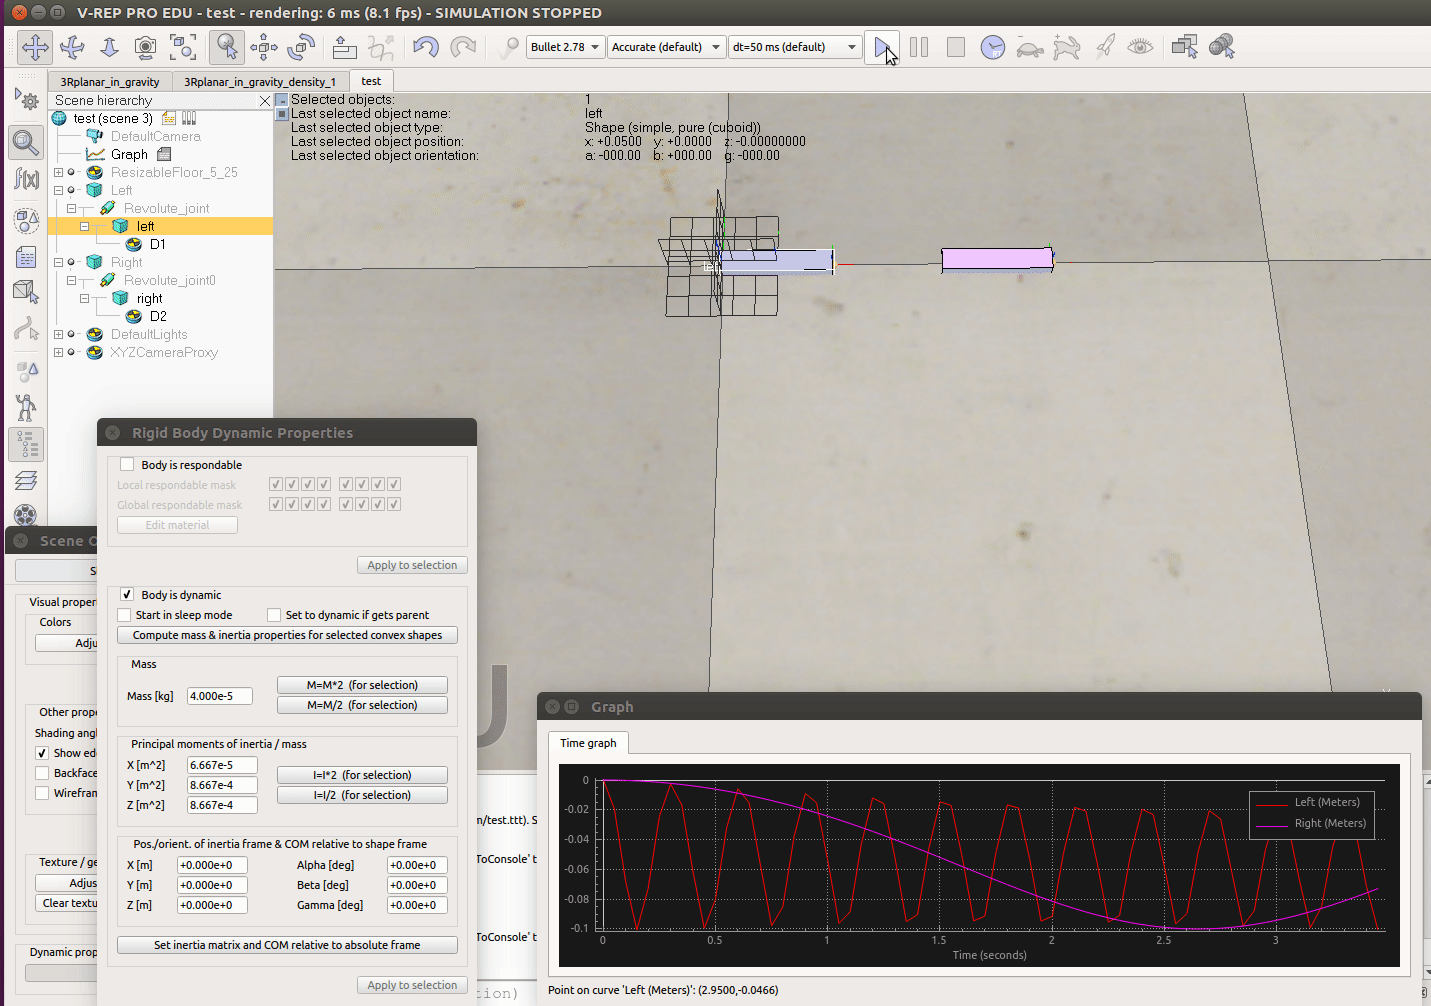 V-REP PRO EDU - test - rendering: 6 ms (8.1 fps) - SIMULATION STOPPED
Bullet 2.78
Accurate (default)
dt=50 ms (default)
RT
3Rplanar_in_gravity
3Rplanar_in_gravity_density_1
test
Scene hierarchy
test (scene 3)
DefaultCamera
Graph
ResizableFloor_5_25
Left
Revolute_joint
left
D1
Right
Revolute_joint0
right
D2
DefaultLights
XYZCameraProxy
f(x)
Selected objects: 1
Last selected object name: left
Last selected object type: Shape (simple, pure (cuboid))
Last selected object position: x: +0.0500 y: +0.0000 z: -0.00000000
Last selected object orientation: a: -000.00 b: +000.00 g: -000.00
Rigid Body Dynamic Properties
Body is respondable
Local respondable mask
Global respondable mask
Edit material
Apply to selection
Body is dynamic
Start in sleep mode
Set to dynamic if gets parent
Compute mass & inertia properties for selected convex shapes
Mass
Mass [kg] 4.000e-5
M=M*2 (for selection)
M=M/2 (for selection)
Principal moments of inertia / mass
X [m^2] 6.667e-5
Y [m^2] 8.667e-4
Z [m^2] 8.667e-4
I=I*2 (for selection)
I=I/2 (for selection)
Pos./orient. of inertia frame & COM relative to shape frame
X [m] +0.000e+0 Alpha [deg] +0.00e+0
Y [m] +0.000e+0 Beta [deg] +0.00e+0
Z [m] +0.000e+0 Gamma [deg] +0.00e+0
Set inertia matrix and COM relative to absolute frame
Apply to selection
Scene O
S
Visual proper
Colors
Adju
Other prope
Shading angl
Show ed
Backface
Wirefran
Texture / ge
Adjus
Clear textu
Dynamic prop
m/test.ttt). S
ToConsole' t
ToConsole' t
tion)
U
Graph
Time graph
0
-0.02
-0.04
-0.06
-0.08
-0.1
0 0.5 1 1.5 2 2.5 3
Time (seconds)
Left (Meters)
Right (Meters)
Point on curve 'Left (Meters)': (2.9500,-0.0466)